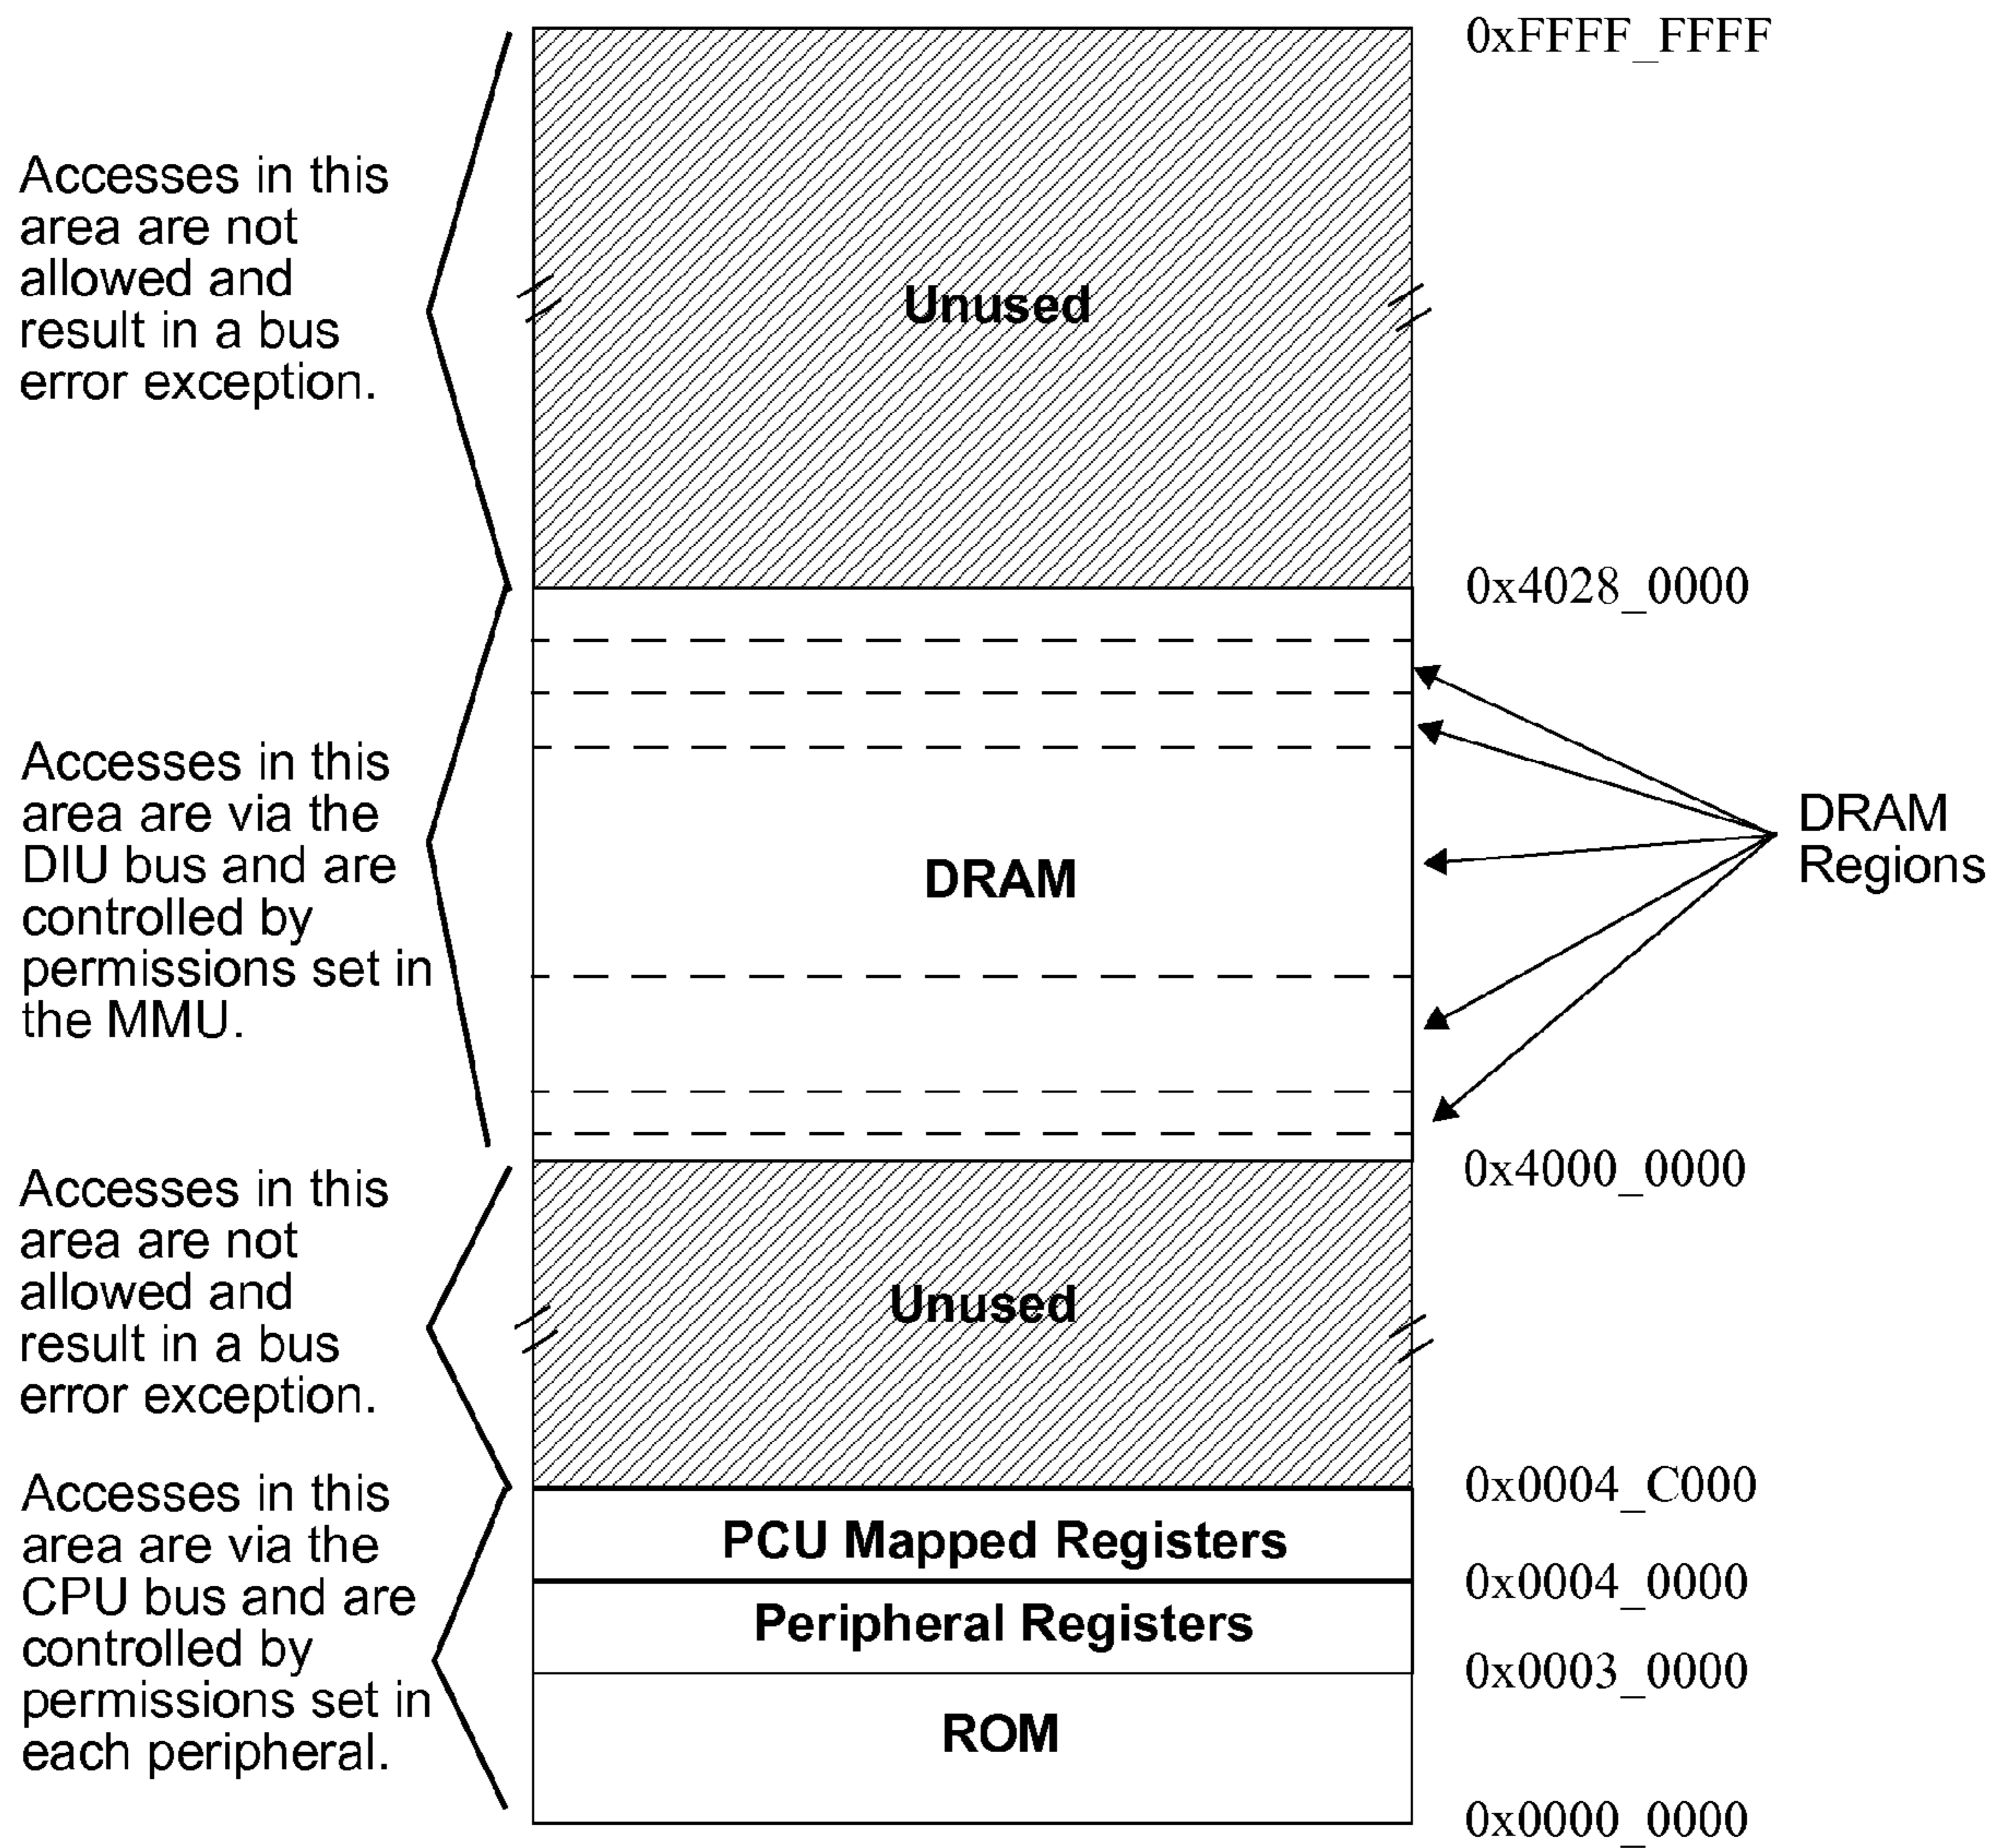 0xFFFF_FFFF
Accesses in this
area are not
allowed and
result in a bus
error exception.
Unused
0x4028_0000
Accesses in this
area are via the
DIU bus and are
controlled by
permissions set in
the MMU.
DRAM
DRAM
Regions
0x4000_0000
Accesses in this
area are not
allowed and
result in a bus
error exception.
Unused
0x0004_C000
Accesses in this
area are via the
CPU bus and are
controlled by
permissions set in
each peripheral.
PCU Mapped Registers
0x0004_0000
Peripheral Registers
0x0003_0000
ROM
0x0000_0000